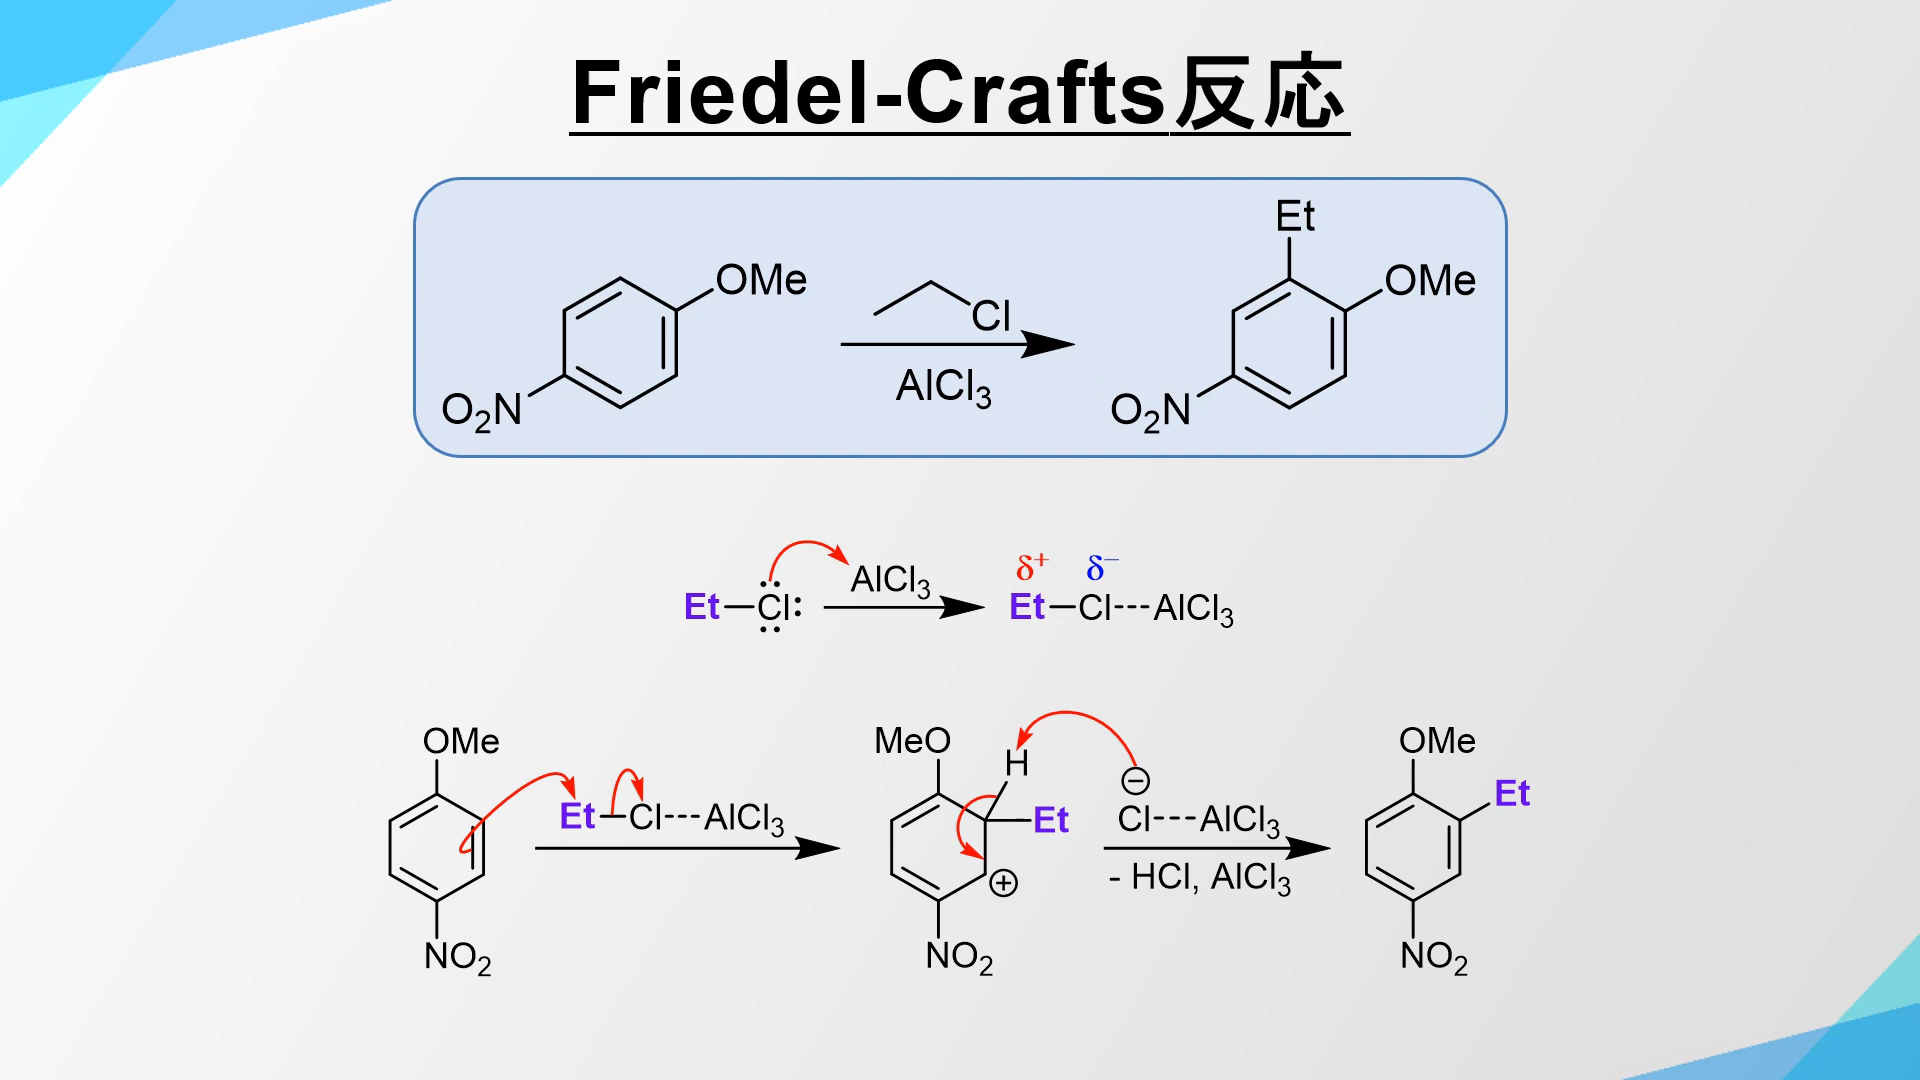 Friedel-Crafts反応
Et
OMe
Cl
OMe
AlCl3
O2N
O2N
δ+ δ−
AlCl3
Et Cl Et Cl AlCl3
OMe MeO OMe
H
Et
Et Cl AlCl3 Et Cl AlCl3
- HCl, AlCl3
NO2 NO2 NO2